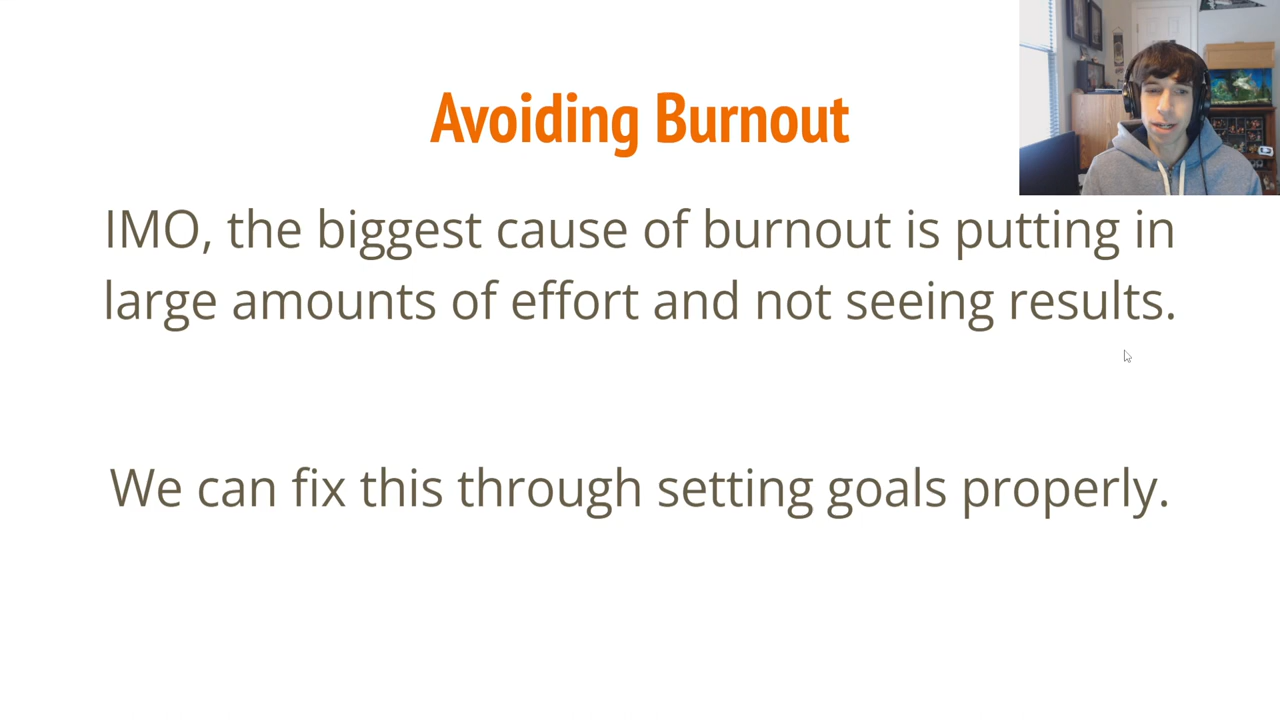 Avoiding Burnout
IMO, the biggest cause of burnout is putting in
large amounts of effort and not seeing results.
We can fix this through setting goals properly.